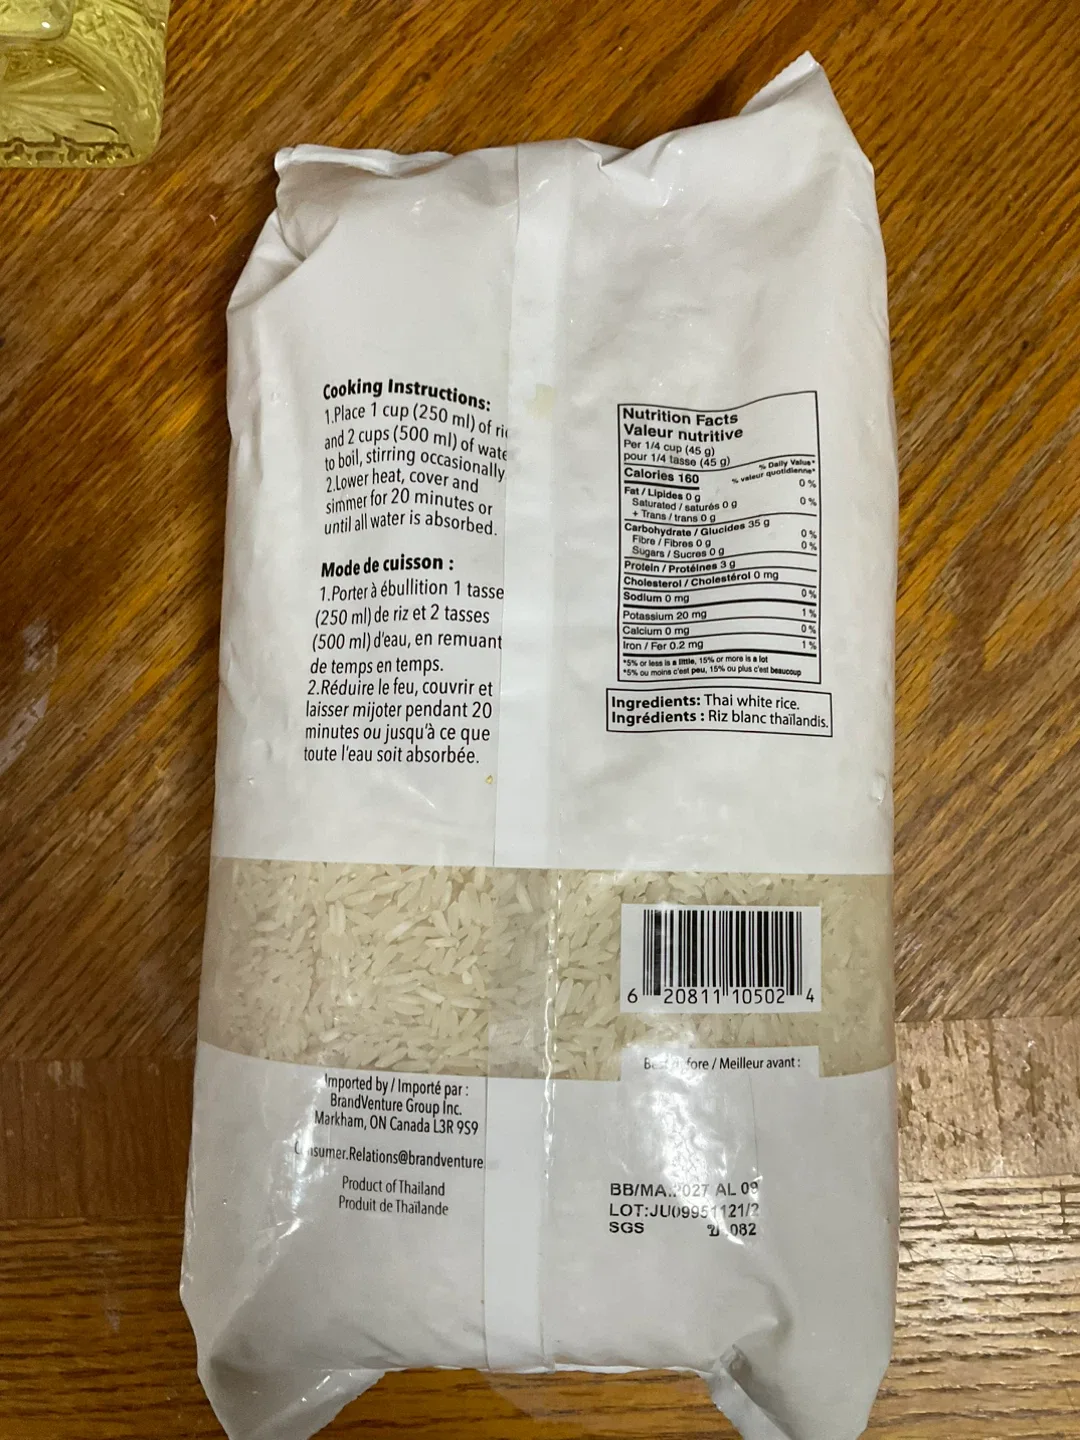 Cooking Instructions:
1.Place 1 cup (250 ml) of
and 2 cups (500 ml) of
to boil, stirring occasionally
2.Lower heat, cover and
simmer for 20 minutes or
until all water is absorbed.
Mode de cuisson :
1.Porter à ébullition 1 tasse
(250 ml) de riz et 2 tasses
(500 ml) d'eau, en remuant
de temps en temps.
2.Réduire le feu, couvrir et
laisser mijoter pendant 20
minutes ou jusqu'à ce que
toute l'eau soit absorbée.
Nutrition Facts
Valeur nutritive
Per 1/4 cup (45 g)
pour 1/4 tasse (45 g)
% Daily Value*
% valeur quotidienne*
Calories 160
Fat / Lipides 0 g 0 %
Saturated / saturés 0 g 0 %
+ Trans / trans 0 g
Carbohydrate / Glucides 35 g
Fibre / Fibres 0 g 0 %
Sugars / Sucres 0 g 0 %
Protein / Protéines 3 g
Cholesterol / Cholestérol 0 mg
Sodium 0 mg 0 %
Potassium 20 mg 1 %
Calcium 0 mg 0 %
Iron / Fer 0.2 mg 1 %
*5% or less is a little, 15% or more is a lot
*5% ou moins c'est peu, 15% ou plus c'est beaucoup
Ingredients: Thai white rice.
Ingrédients : Riz blanc thaïlandis.
6 20811 10502 4
/ Meilleur avant :
Imported by / Importé par :
BrandVenture Group Inc.
Markham, ON Canada L3R 9S9
Product of Thailand
Produit de Thaïlande
AL 09
SGS 082